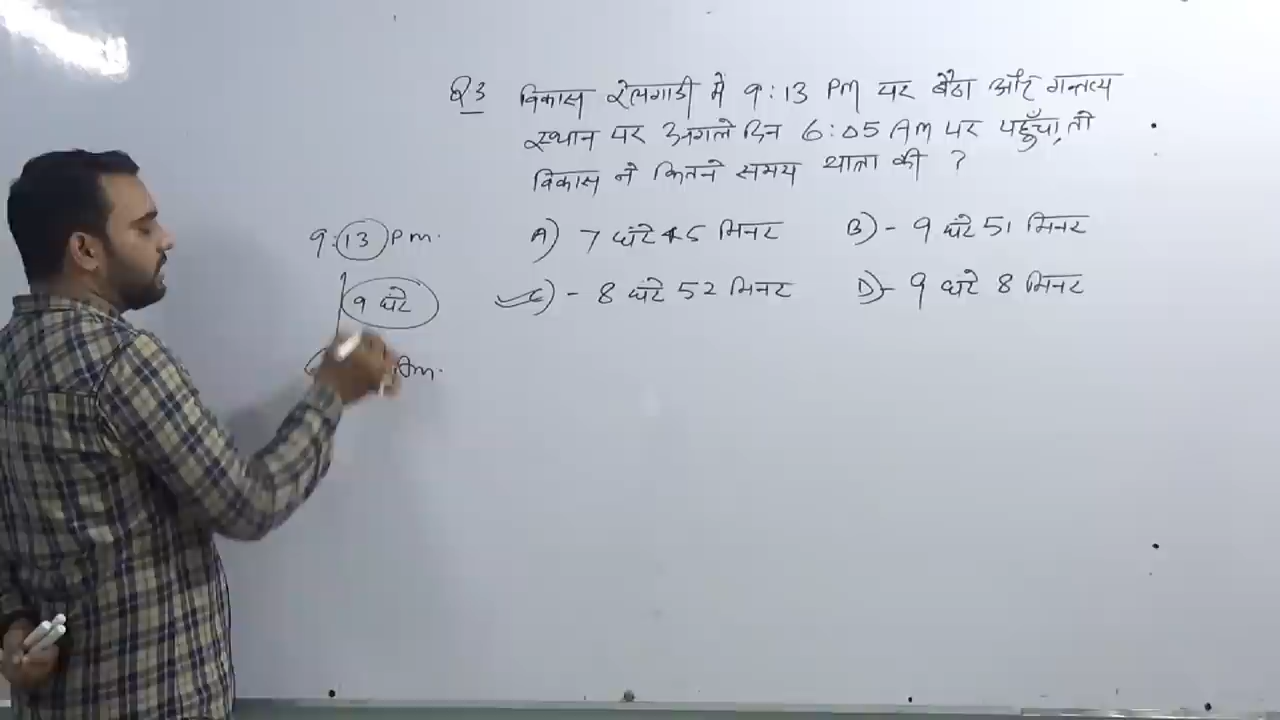 Q3 विकास रेलगाडी में 9:13 PM पर बैठा और गन्तव्य
स्थान पर अगले दिन 6:05 AM पर पहुँचा, तो
विकास ने कितने समय यात्रा की ?
A) 7 घंटे 45 मिनट B)- 9 घंटे 51 मिनट
C)- 8 घंटे 52 मिनट D)- 9 घंटे 8 मिनट
9:13 Pm.
9 घंटे
Am.